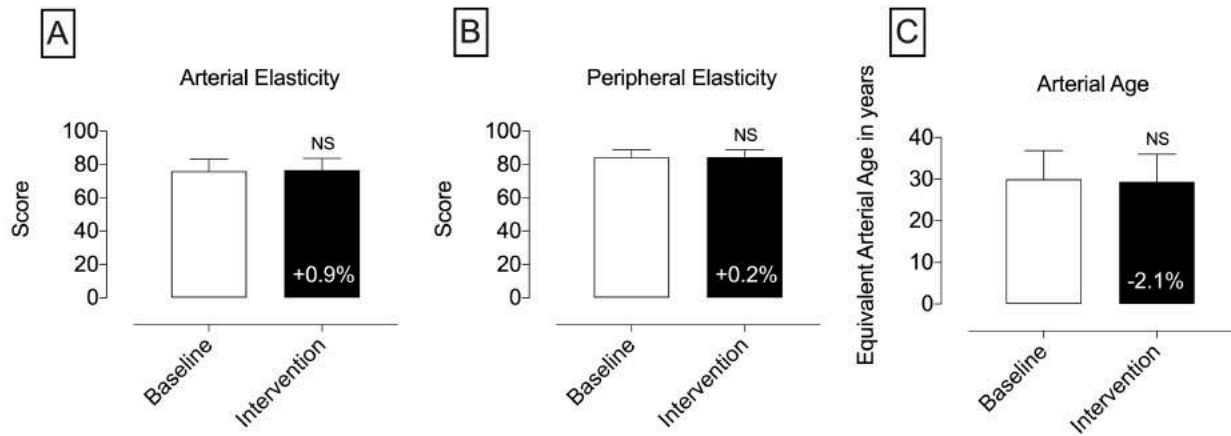 A
Arterial Elasticity
Score
100
80
60
40
20
0
NS
+0.9%
Baseline
Intervention
B
Peripheral Elasticity
Score
100
80
60
40
20
0
NS
+0.2%
Baseline
Intervention
C
Arterial Age
Equivalent Arterial Age in years
40
30
20
10
0
NS
-2.1%
Baseline
Intervention